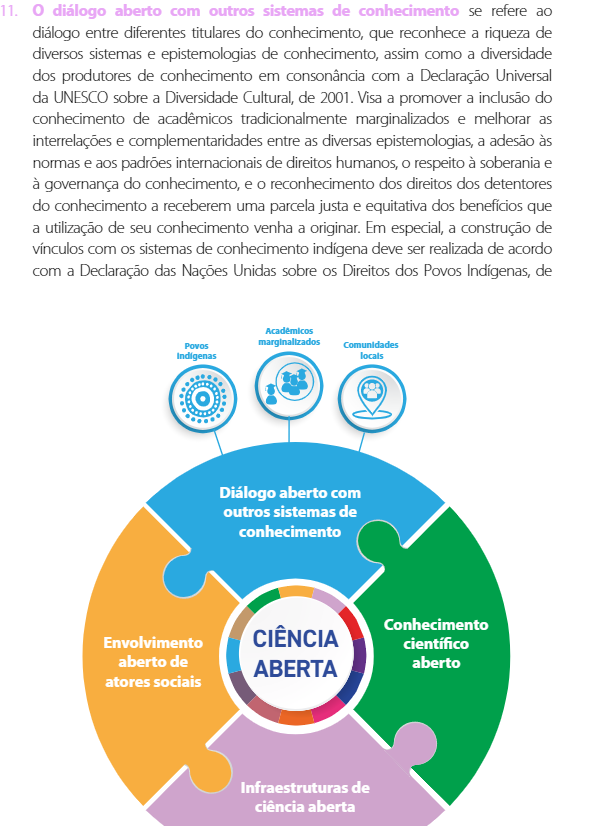 11. O diálogo aberto com outros sistemas de conhecimento se refere ao
diálogo entre diferentes titulares do conhecimento, que reconhece a riqueza de
diversos sistemas e epistemologias de conhecimento, assim como a diversidade
dos produtores de conhecimento em consonância com a Declaração Universal
da UNESCO sobre a Diversidade Cultural, de 2001. Visa a promover a inclusão do
conhecimento de acadêmicos tradicionalmente marginalizados e melhorar as
interrelações e complementaridades entre as diversas epistemologias, a adesão às
normas e aos padrões internacionais de direitos humanos, o respeito à soberania e
à governança do conhecimento, e o reconhecimento dos direitos dos detentores
do conhecimento a receberem uma parcela justa e equitativa dos benefícios que
a utilização de seu conhecimento venha a originar. Em especial, a construção de
vínculos com os sistemas de conhecimento indígena deve ser realizada de acordo
com a Declaração das Nações Unidas sobre os Direitos dos Povos Indígenas, de
Povos
indígenas
Acadêmicos
marginalizados
Comunidades
locais
Diálogo aberto com
outros sistemas de
conhecimento
Envolvimento
aberto de
atores sociais
CIÊNCIA
ABERTA
Conhecimento
científico
aberto
Infraestruturas de
ciência aberta